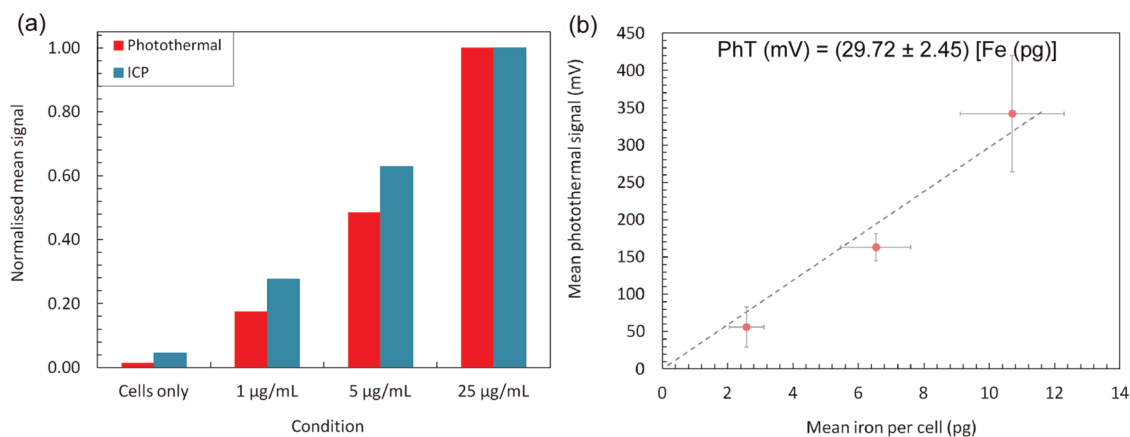 (a)
Photothermal
ICP
1.00
0.80
0.60
0.40
0.20
0.00
Normalised mean signal
Cells only
1 µg/mL
5 µg/mL
25 µg/mL
Condition
(b)
PhT (mV) = (29.72 ± 2.45) [Fe (pg)]
450
400
350
300
250
200
150
100
50
0
Mean photothermal signal (mV)
0
2
4
6
8
10
12
14
Mean iron per cell (pg)